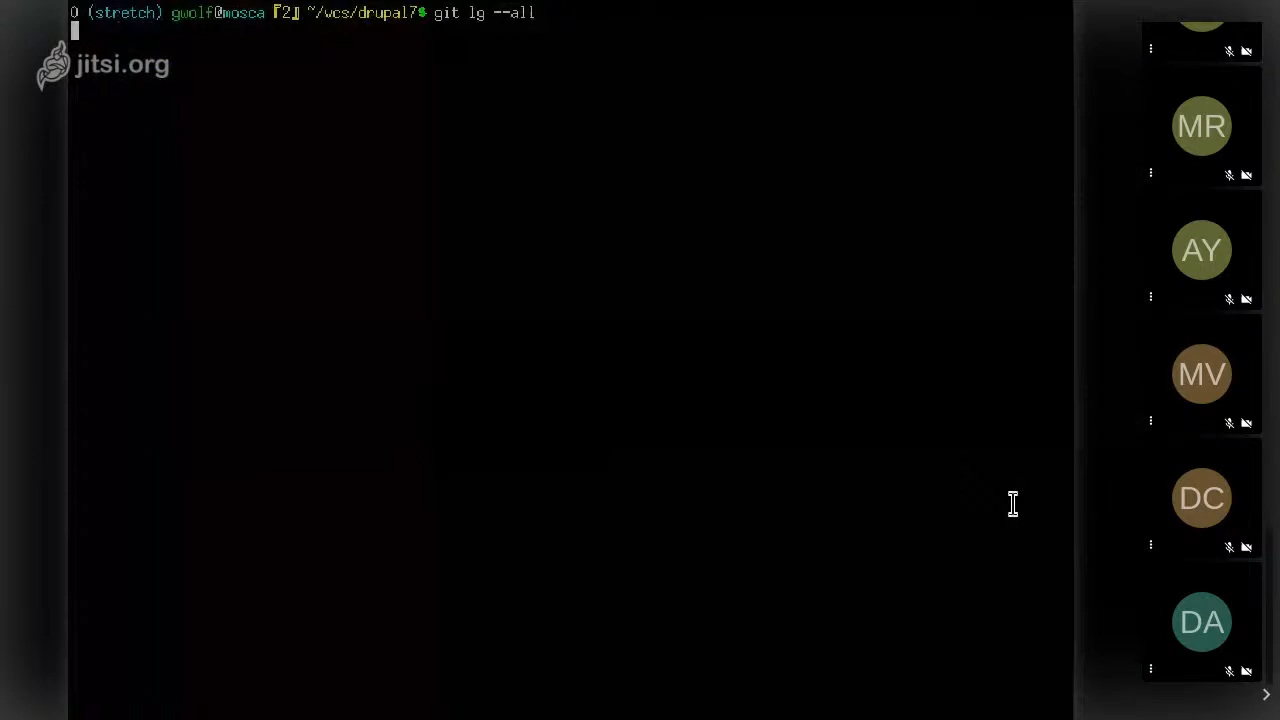 0 (stretch) gwolf@mosca 『2』 ~/vcs/drupal7$ git lg --all
jitsi.org
MR
AY
MV
DC
DA